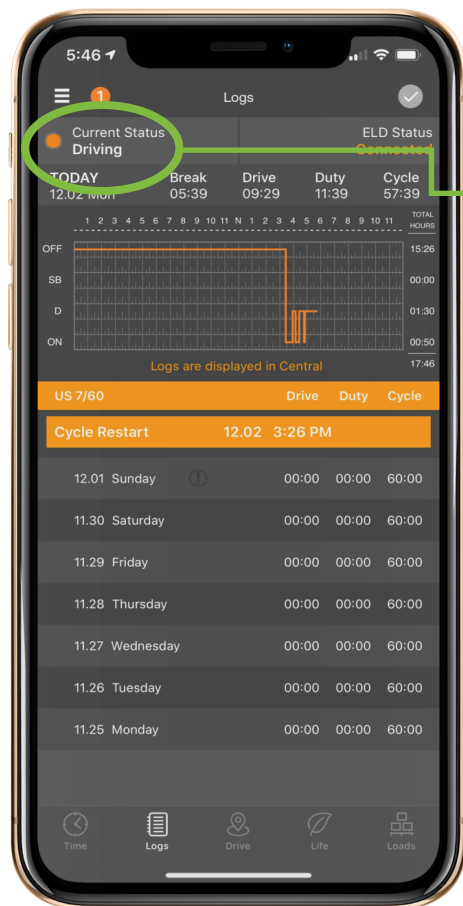 5:46
1
Logs
Current Status
Driving
ELD Status
Connected
TODAY Break Drive Duty Cycle
12.02 Mon 05:39 09:29 11:39 57:39
1 2 3 4 5 6 7 8 9 10 11 N 1 2 3 4 5 6 7 8 9 10 11 TOTAL HOURS
OFF 15:26
SB 00:00
D 01:30
ON 00:50
17:46
Logs are displayed in Central
US 7/60 Drive Duty Cycle
Cycle Restart 12.02 3:26 PM
12.01 Sunday 00:00 00:00 60:00
11.30 Saturday 00:00 00:00 60:00
11.29 Friday 00:00 00:00 60:00
11.28 Thursday 00:00 00:00 60:00
11.27 Wednesday 00:00 00:00 60:00
11.26 Tuesday 00:00 00:00 60:00
11.25 Monday 00:00 00:00 60:00
Time Logs Drive Life Loads